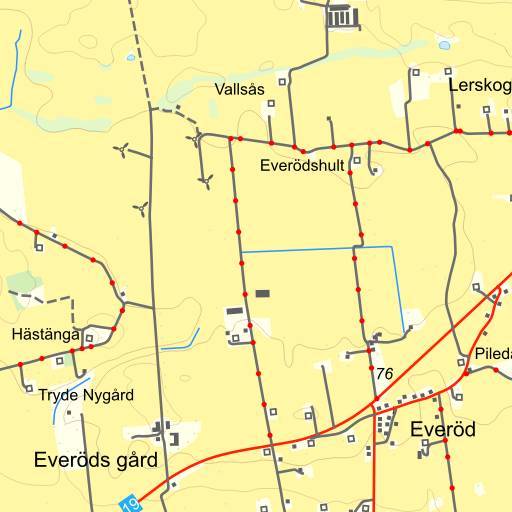 Vallsås
Lerskog
Everödshult
Hästänga
76
Pileda
Tryde Nygård
Everöd
Everöds gård
19